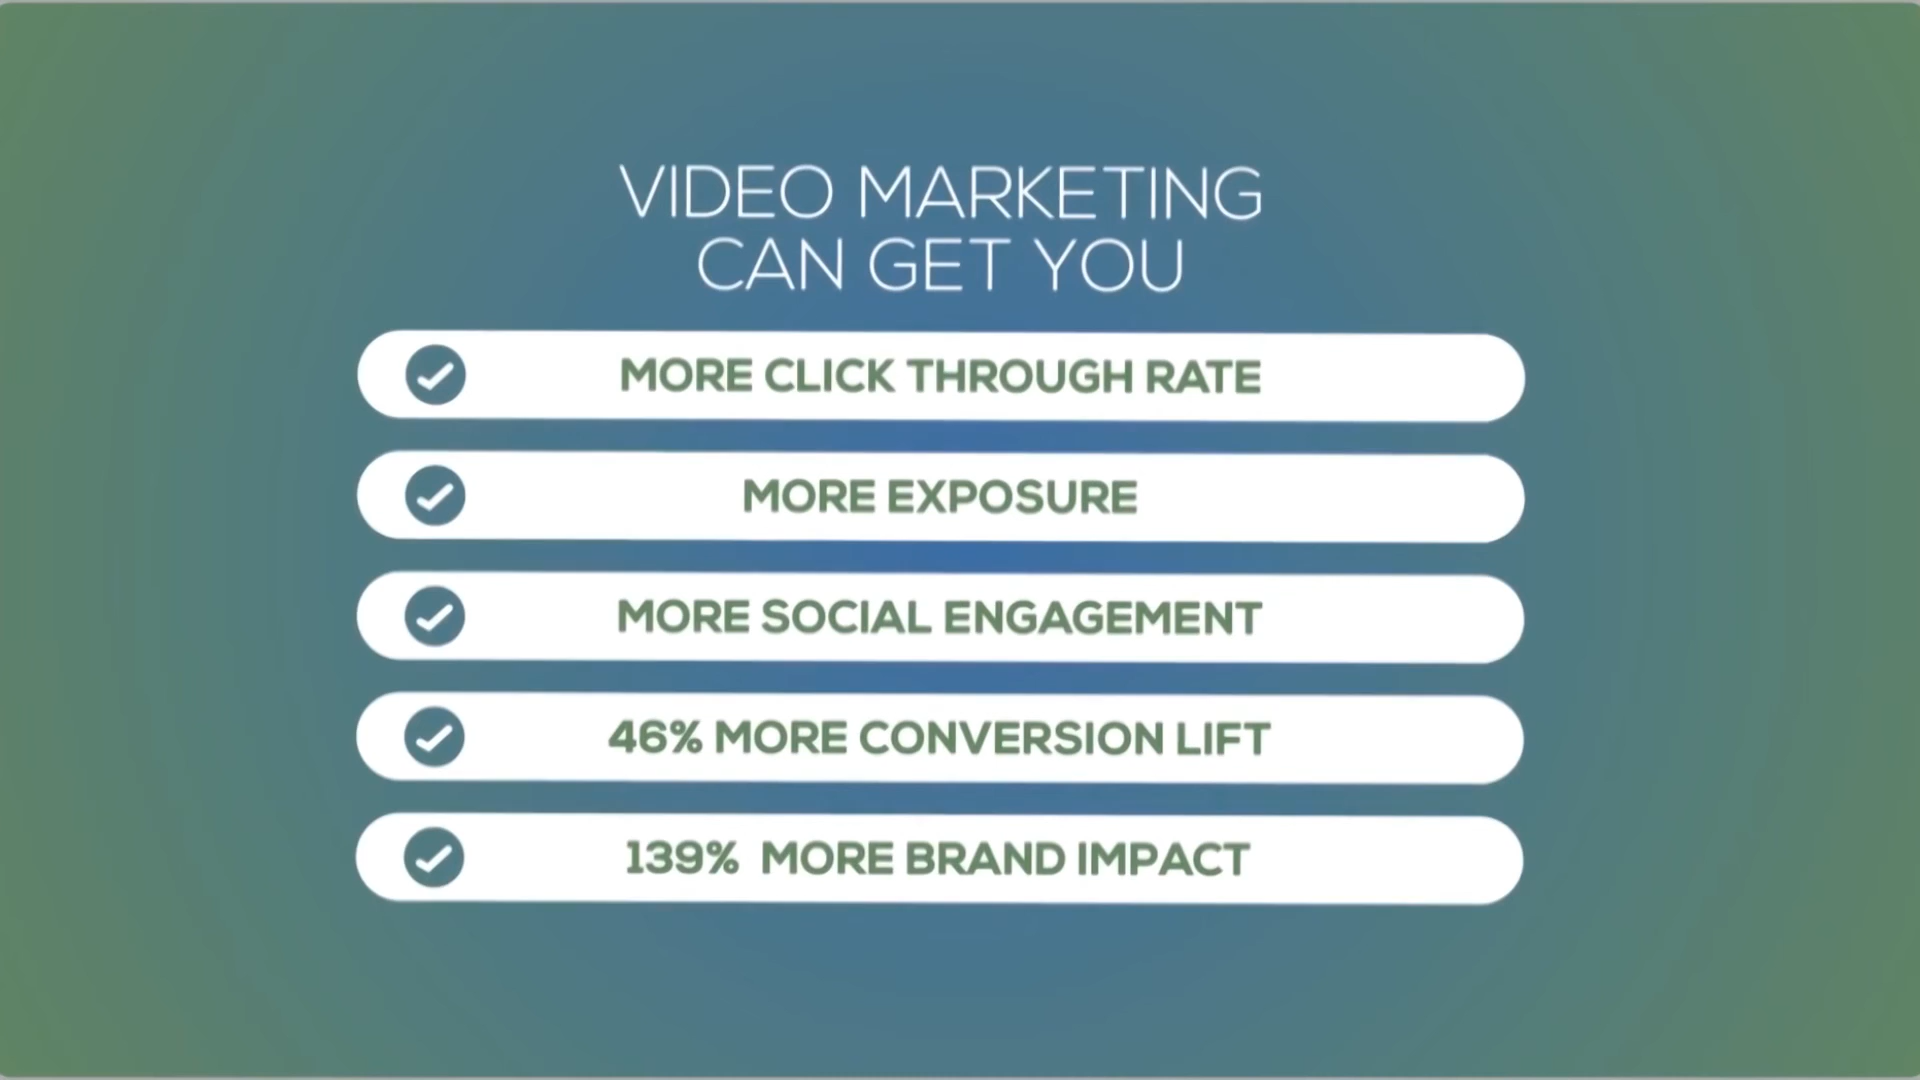 VIDEO MARKETING
CAN GET YOU
MORE CLICK THROUGH RATE
MORE EXPOSURE
MORE SOCIAL ENGAGEMENT
46% MORE CONVERSION LIFT
139% MORE BRAND IMPACT